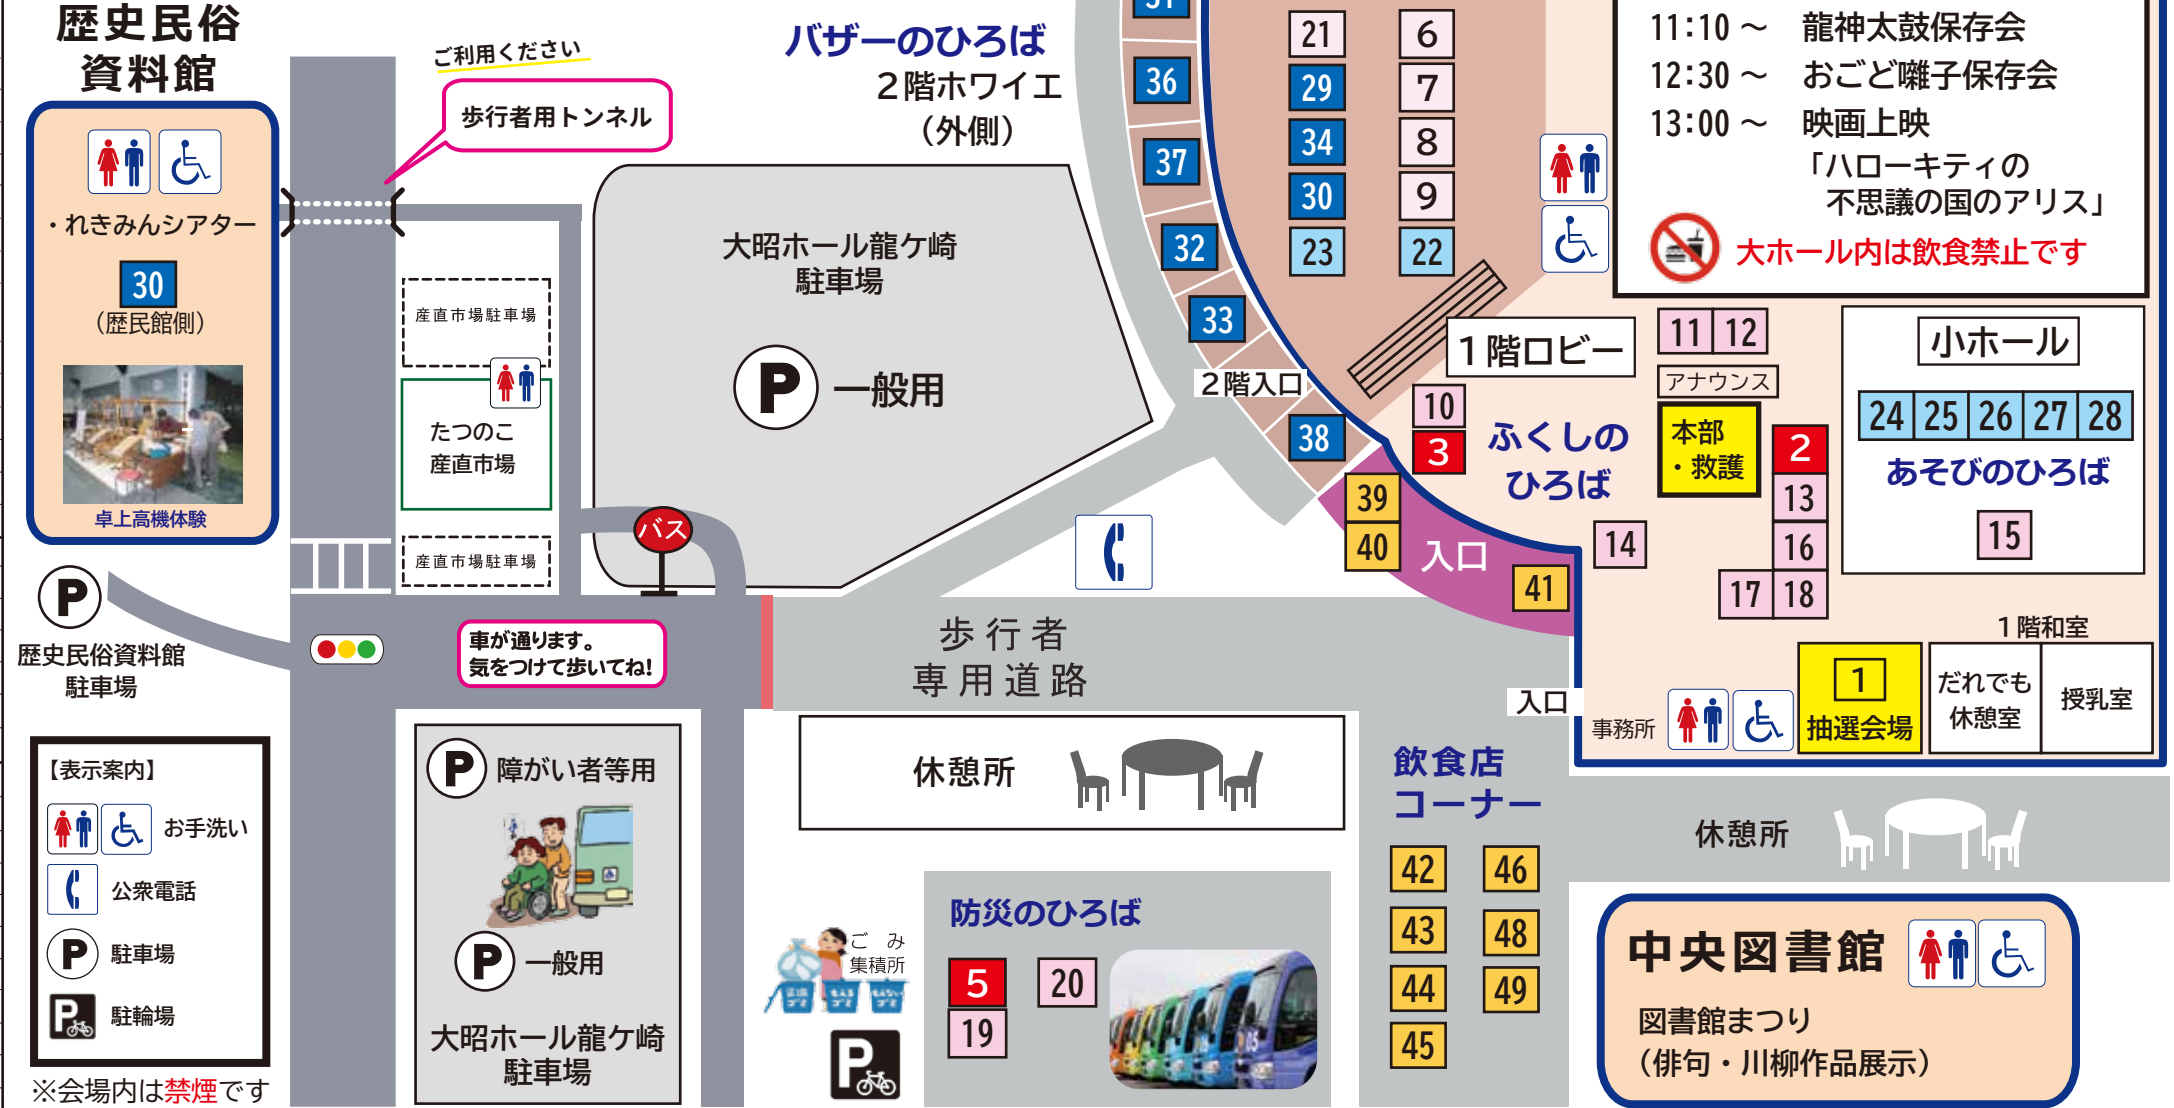 歴史民俗
資料館
・れきみんシアター
30
（歴民館側）
卓上高機体験
P
歴史民俗資料館
駐車場
【表示案内】
お手洗い
公衆電話
P
駐車場
P
駐輪場
※会場内は禁煙です
ご利用ください
歩行者用トンネル
産直市場駐車場
たつのこ
産直市場
産直市場駐車場
バス
車が通ります。
気をつけて歩いてね!
大昭ホール龍ケ崎
駐車場
P
一般用
P
障がい者等用
P
一般用
大昭ホール龍ケ崎
駐車場
バザーのひろば
２階ホワイエ
（外側）
31
36
37
32
33
２階入口
38
21
29
34
30
23
6
7
8
9
22
11:10 ～ 龍神太鼓保存会
12:30 ～ おごど囃子保存会
13:00 ～ 映画上映
「ハローキティの
不思議の国のアリス」
大ホール内は飲食禁止です
１階ロビー
10
3
ふくしの
ひろば
11
12
アナウンス
本部
・救護
2
13
14
16
17
18
小ホール
24
25
26
27
28
あそびのひろば
15
39
40
入口
41
歩行者
専用道路
入口
事務所
1
抽選会場
１階和室
だれでも
休憩室
授乳室
休憩所
飲食店
コーナー
42
46
43
48
44
49
45
休憩所
防災のひろば
5
20
19
05
ごみ
集積所
P
中央図書館
図書館まつり
（俳句・川柳作品展示）